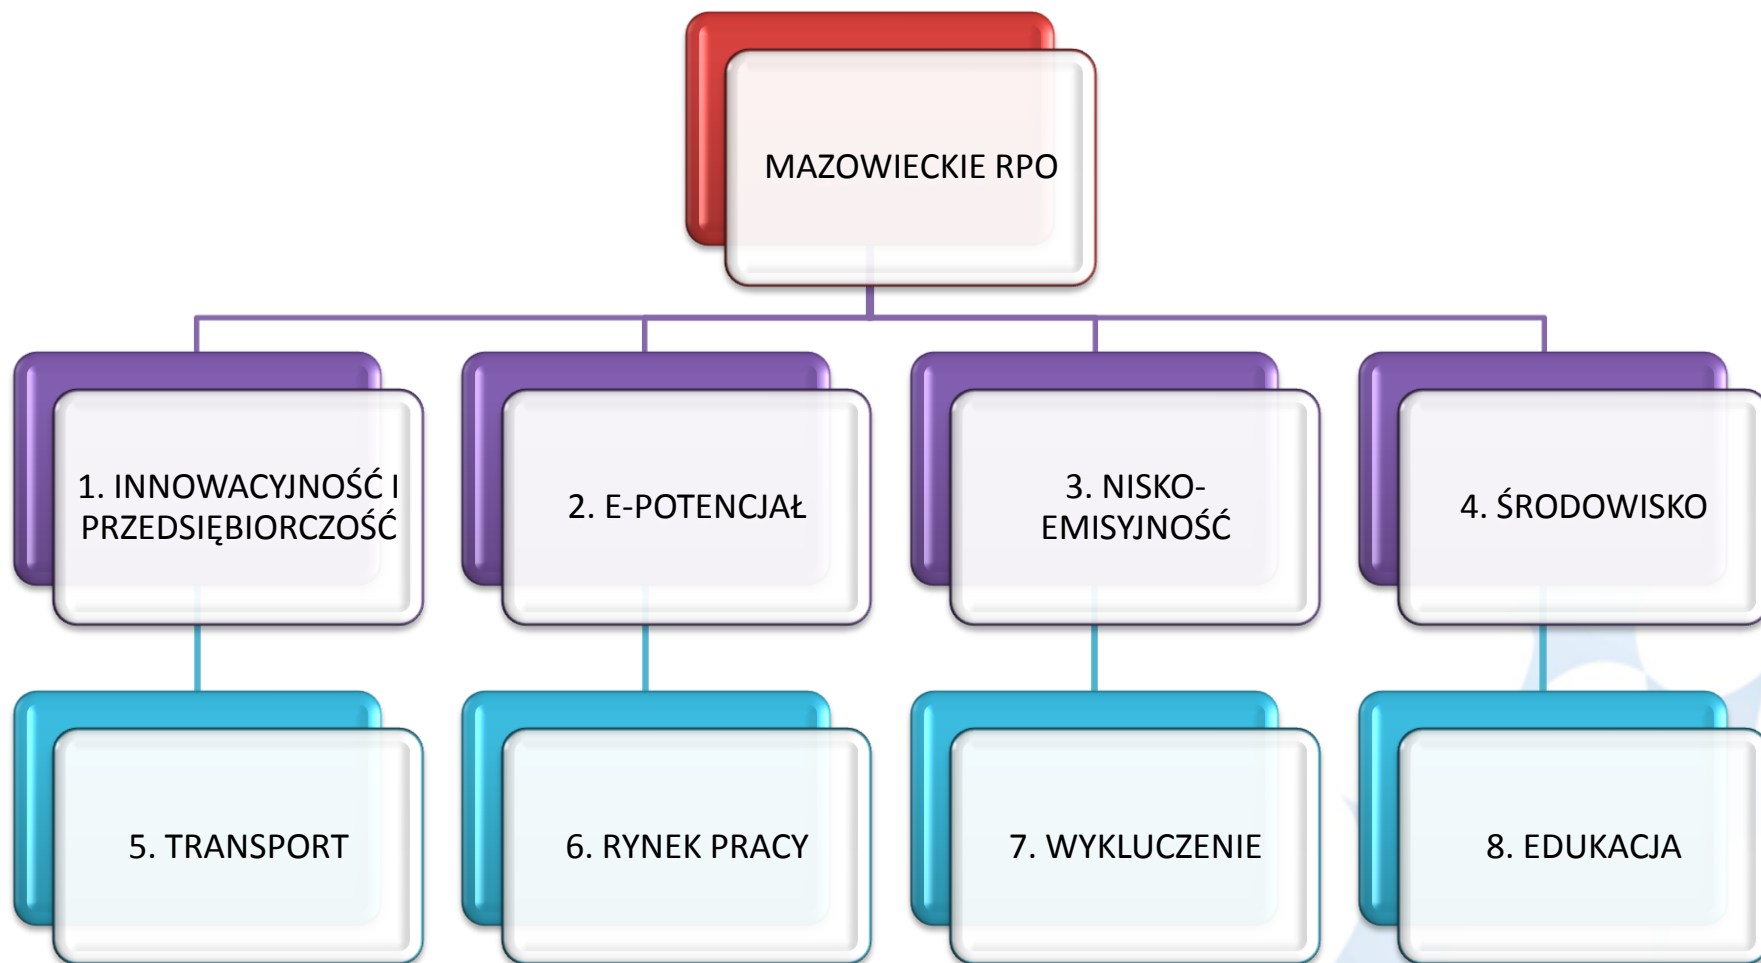 MAZOWIECKIE RPO
1. INNOWACYJNOŚĆ I
PRZEDSIĘBIORCZOŚĆ
2. E-POTENCJAŁ
3. NISKO-
EMISYJNOŚĆ
4. ŚRODOWISKO
5. TRANSPORT
6. RYNEK PRACY
7. WYKLUCZENIE
8. EDUKACJA